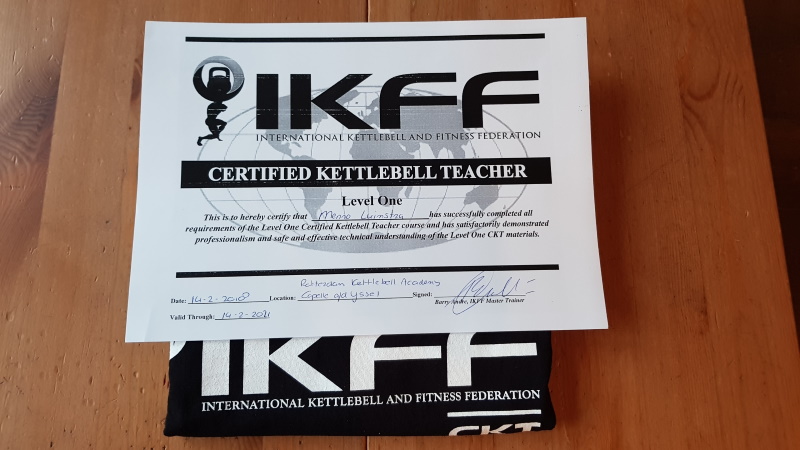 IKFF
INTERNATIONAL KETTLEBELL AND FITNESS FEDERATION
CERTIFIED KETTLEBELL TEACHER
Level One
This is to hereby certify that Menno Luimstra has successfully completed all
requirements of the Level One Certified Kettlebell Teacher course and has satisfactorily demonstrated
professionalism and safe and effective technical understanding of the Level One CKT materials.
Rotterdam Kettlebell Academy
Date: 14-2-2018 Location: Capelle a/d Yssel Signed:
Barry Andre, IKFF Master Trainer
Valid Through: 14-2-2021
IKFF
INTERNATIONAL KETTLEBELL AND FITNESS FEDERATION
CKT